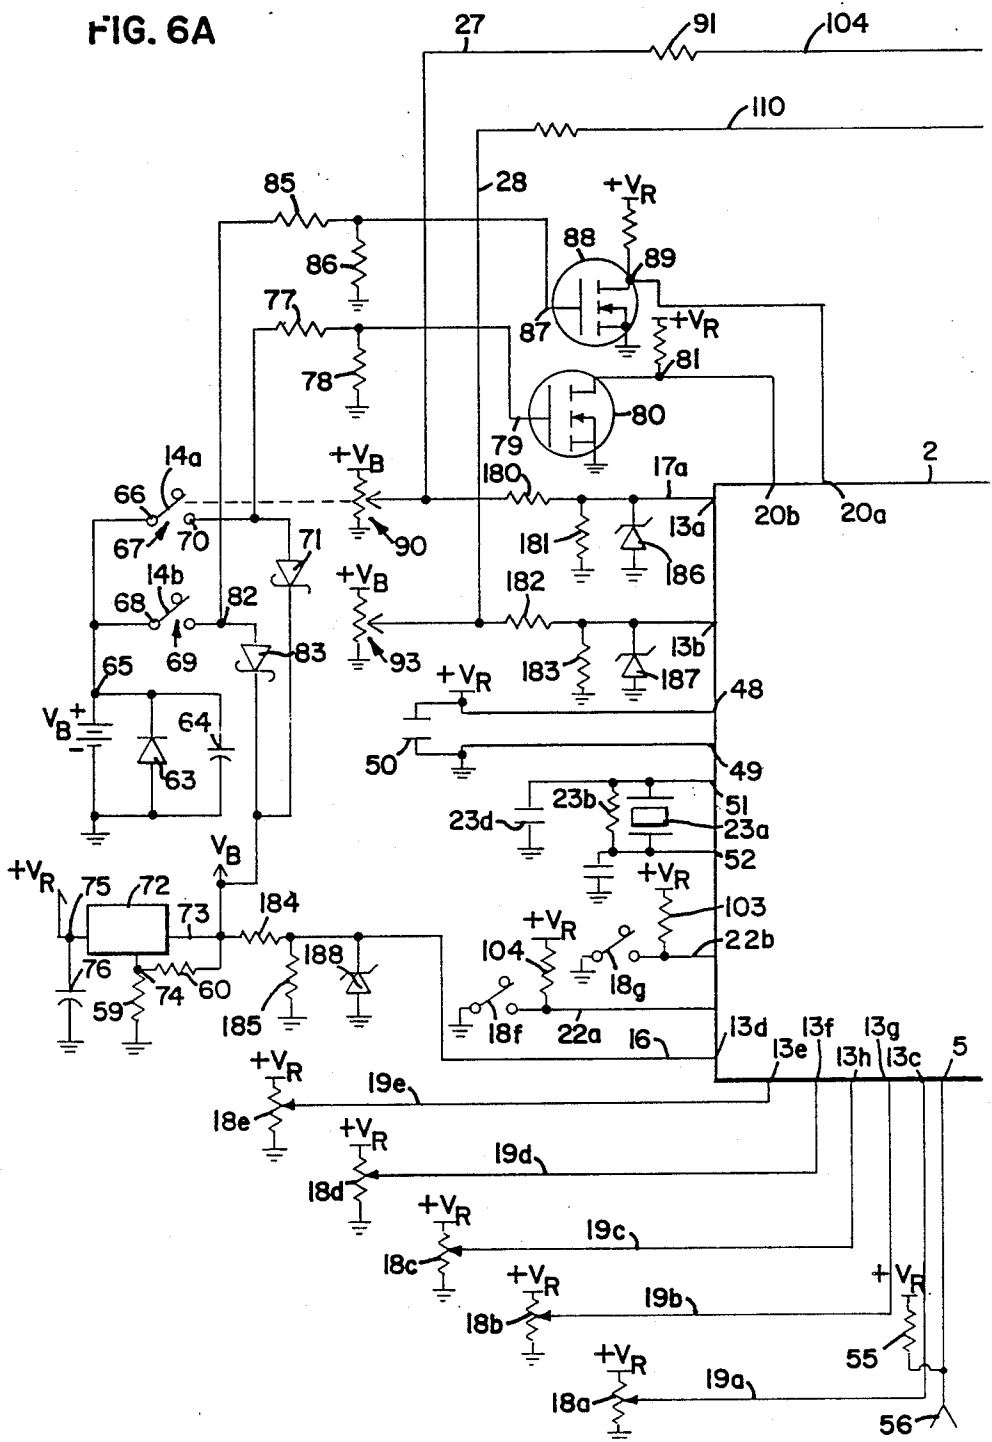 FIG. 6A
27 91 104
110
85 28 +VR
88 89
86
77 87 +VR
81
78 80
79
+VB
14a 180 17a 2
66
67 70 71 90 181 186 13a 20b 20a
14b +VB 182
68 82
69 83 93 183 187 13b
65 +VR 48
VB + 64
-
63 50 49
23b 51
23d 23a
52
VB +VR
+VR 75 72 103
73 184 +VR
104 22b
76 188
74 60 18g
59 185 18f 22a
16 13d 13f 13g 5
13e 13h 13c
+VR 19e
18e
+VR 19d
18d
+VR
19c
18c
+VR + VR
19b
18b
55
+VR
19a
18a
56